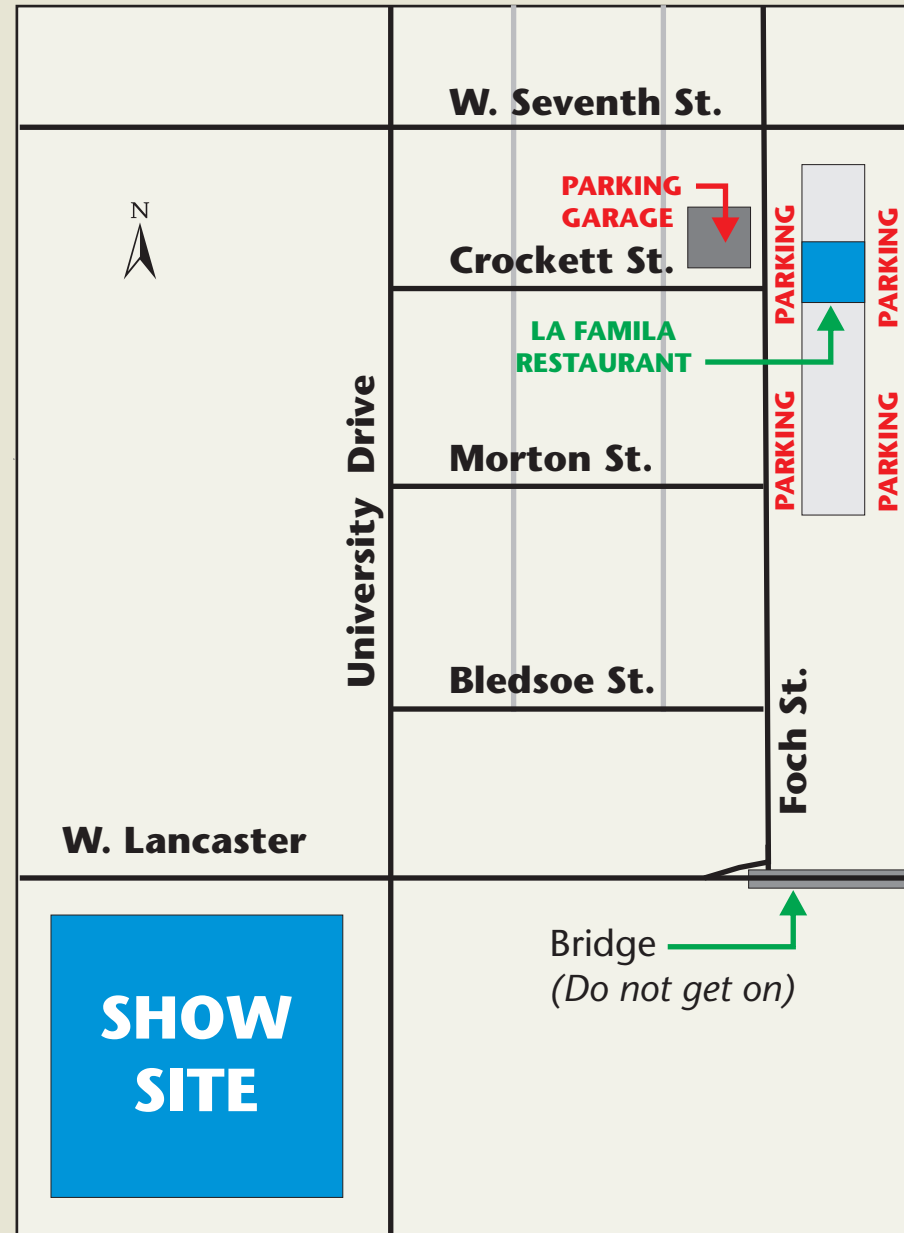 W. Seventh St.
PARKING
GARAGE
N
Crockett St.
PARKING
PARKING
LA FAMILA
RESTAURANT
University Drive
Morton St.
PARKING
PARKING
Bledsoe St.
Foch St.
W. Lancaster
Bridge
(Do not get on)
SHOW
SITE